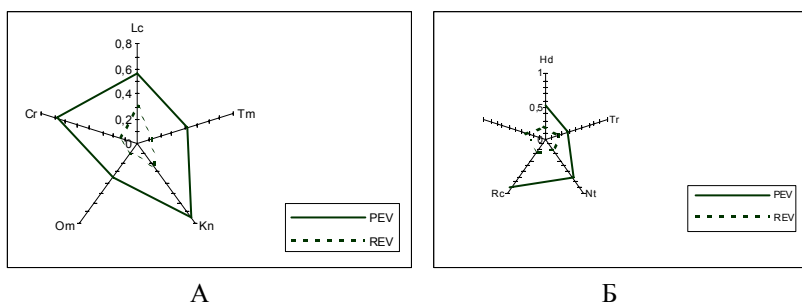 Lc
0,8
0,6
0,4
0,2
0
Cr
Tm
Om
Kn
PEV
REV
А
Hd
1
0,5
0
Tr
Rc
Nt
PEV
REV
Б